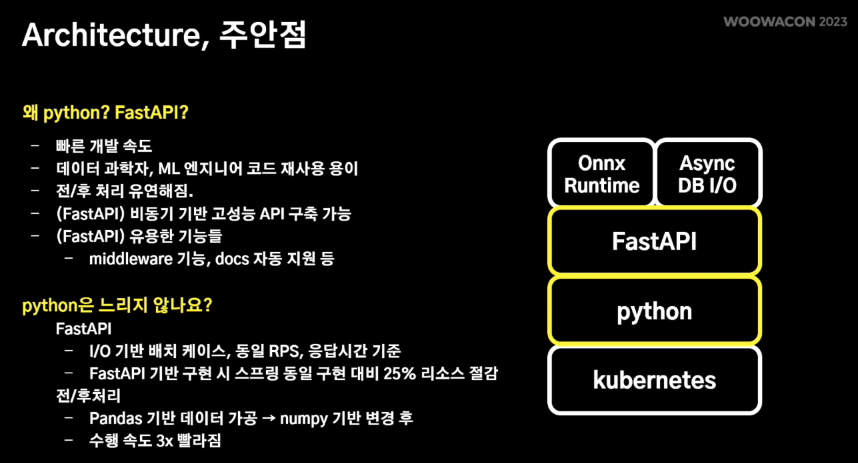 WOOWACON 2023
Architecture, 주안점
왜 python? FastAPI?
- 빠른 개발 속도
- 데이터 과학자, ML 엔지니어 코드 재사용 용이
- 전/후 처리 유연해짐.
- (FastAPI) 비동기 기반 고성능 API 구축 가능
- (FastAPI) 유용한 기능들
- middleware 기능, docs 자동 지원 등
python은 느리지 않나요?
FastAPI
- I/O 기반 배치 케이스, 동일 RPS, 응답시간 기준
- FastAPI 기반 구현 시 스프링 동일 구현 대비 25% 리소스 절감
전/후처리
- Pandas 기반 데이터 가공 → numpy 기반 변경 후
- 수행 속도 3x 빨라짐
Onnx
Runtime
Async
DB I/O
FastAPI
python
kubernetes